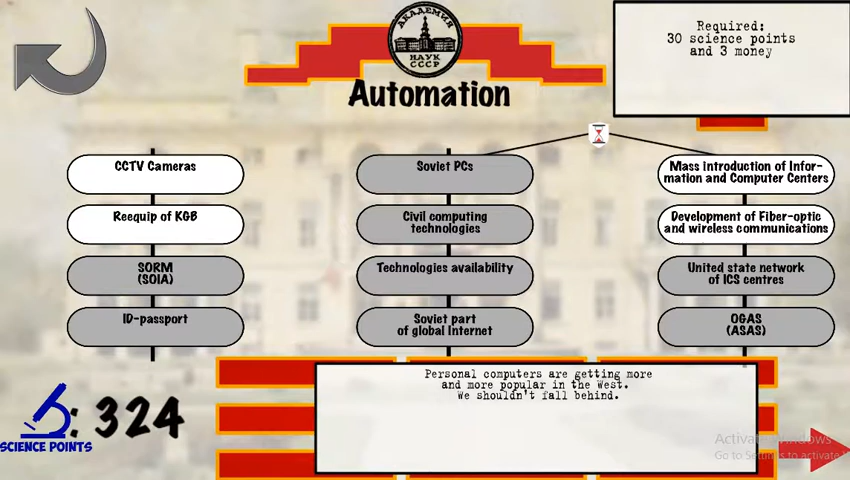 АКАДЕМИЯ
НАУК
СССР
Automation
Required:
30 science points
and 3 money
CCTV Cameras
Soviet PCs
Mass introduction of Infor-
mation and Computer Centers
Reequip of KGB
Civil computing
technologies
Development of Fiber-optic
and wireless communications
SORM
(SOIA)
Technologies availability
United state network
of ICS centres
ID-passport
Soviet part
of global Internet
OGAS
(ASAS)
Personal computers are getting more
and more popular in the West.
We shouldn't fall behind.
: 324
SCIENCE POINTS
Activate Windows
Go to Settings to activate